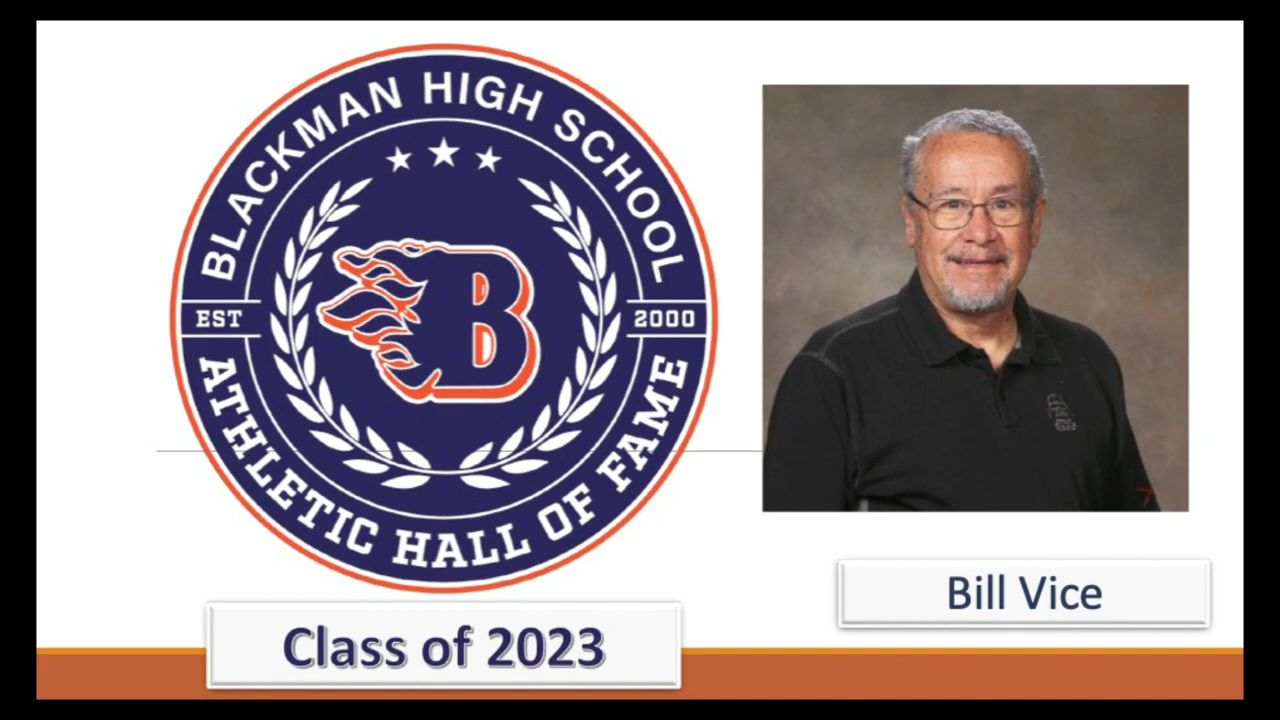 BLACKMAN HIGH SCHOOL
EST
2000
B
ATHLETIC HALL OF FAME
Class of 2023
Bill Vice